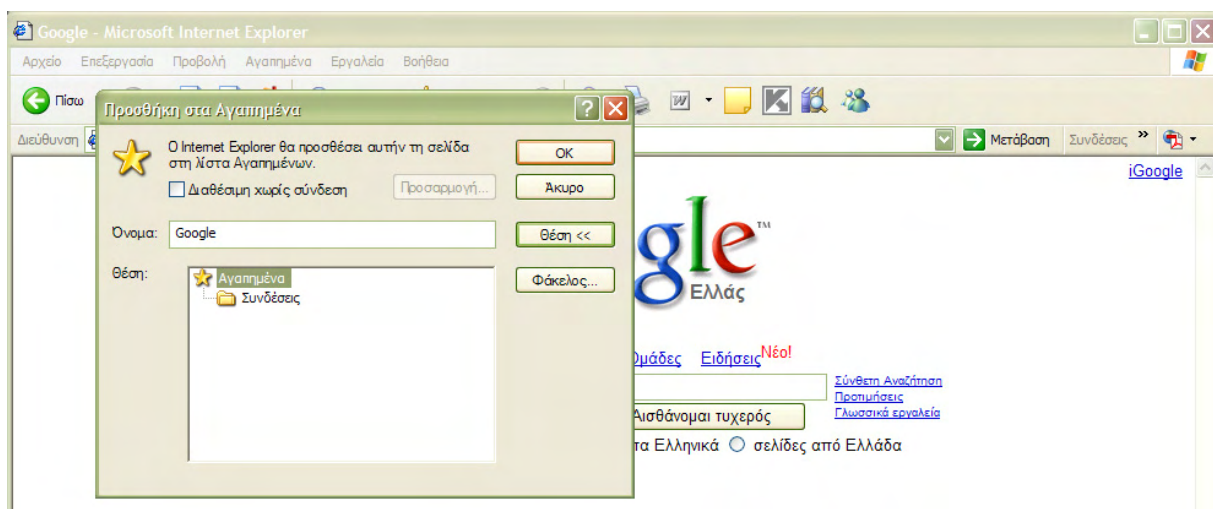 Google - Microsoft Internet Explorer
Αρχείο Επεξεργασία Προβολή Αγαπημένα Εργαλεία Βοήθεια
Πίσω
Προσθήκη στα Αγαπημένα
Διεύθυνση
Μετάβαση Συνδέσεις »
Ο Internet Explorer θα προσθέσει αυτήν τη σελίδα
στη λίστα Αγαπημένων.
OK
Διαθέσιμη χωρίς σύνδεση Προσαρμογή... Άκυρο
Όνομα: Google Θέση <<
Θέση: Αγαπημένα Φάκελος...
Συνδέσεις
iGoogle
gle™
Ελλάς
Ομάδες Ειδήσεις Νέο!
Σύνθετη Αναζήτηση
Προτιμήσεις
Γλωσσικά εργαλεία
Αισθάνομαι τυχερός
τα Ελληνικά σελίδες από Ελλάδα